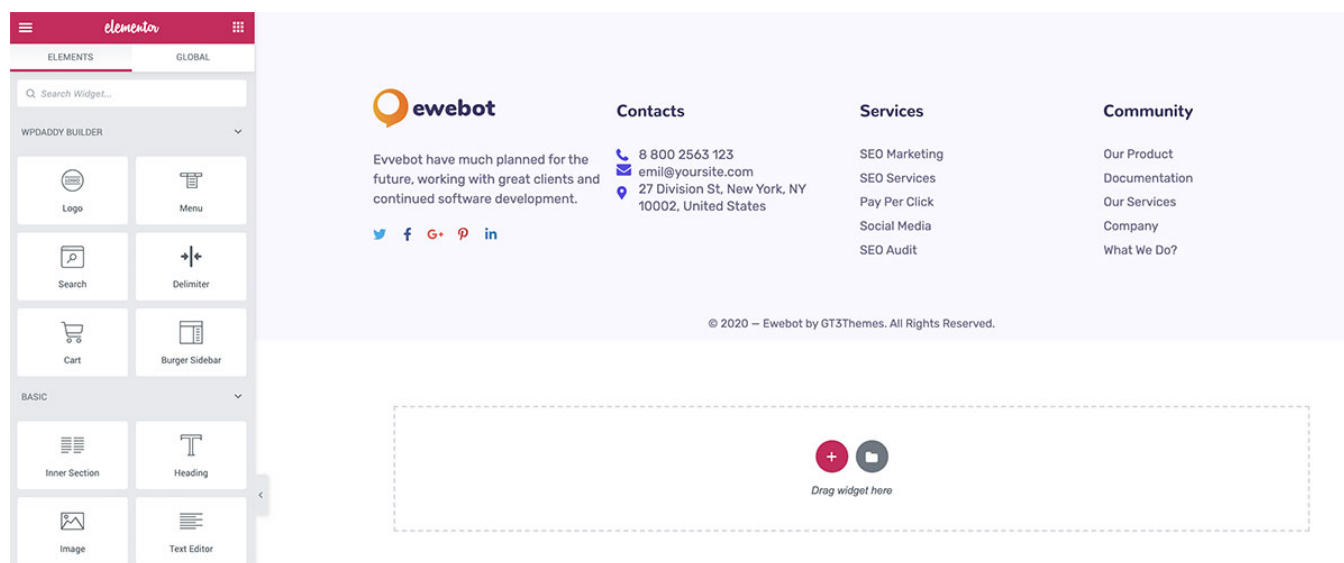 elementor
ELEMENTS
GLOBAL
Search Widget...
WPDADDY BUILDER
LOGO
Logo
Menu
Search
Delimiter
Cart
Burger Sidebar
BASIC
Inner Section
Heading
Image
Text Editor
ewebot
Evvebot have much planned for the
future, working with great clients and
continued software development.
Contacts
8 800 2563 123
emil@yoursite.com
27 Division St, New York, NY
10002, United States
Services
SEO Marketing
SEO Services
Pay Per Click
Social Media
SEO Audit
Community
Our Product
Documentation
Our Services
Company
What We Do?
© 2020 — Ewebot by GT3Themes. All Rights Reserved.
Drag widget here